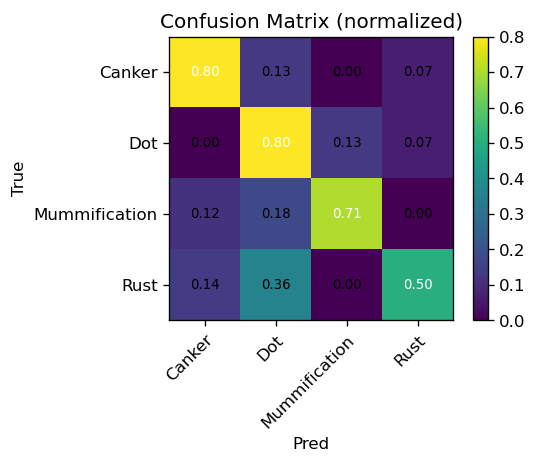 Confusion Matrix (normalized)
Canker 0.80 0.13 0.00 0.07
Dot 0.00 0.80 0.13 0.07
Mummification 0.12 0.18 0.71 0.00
Rust 0.14 0.36 0.00 0.50
True
Canker Dot Mummification Rust
Pred
0.8
0.7
0.6
0.5
0.4
0.3
0.2
0.1
0.0